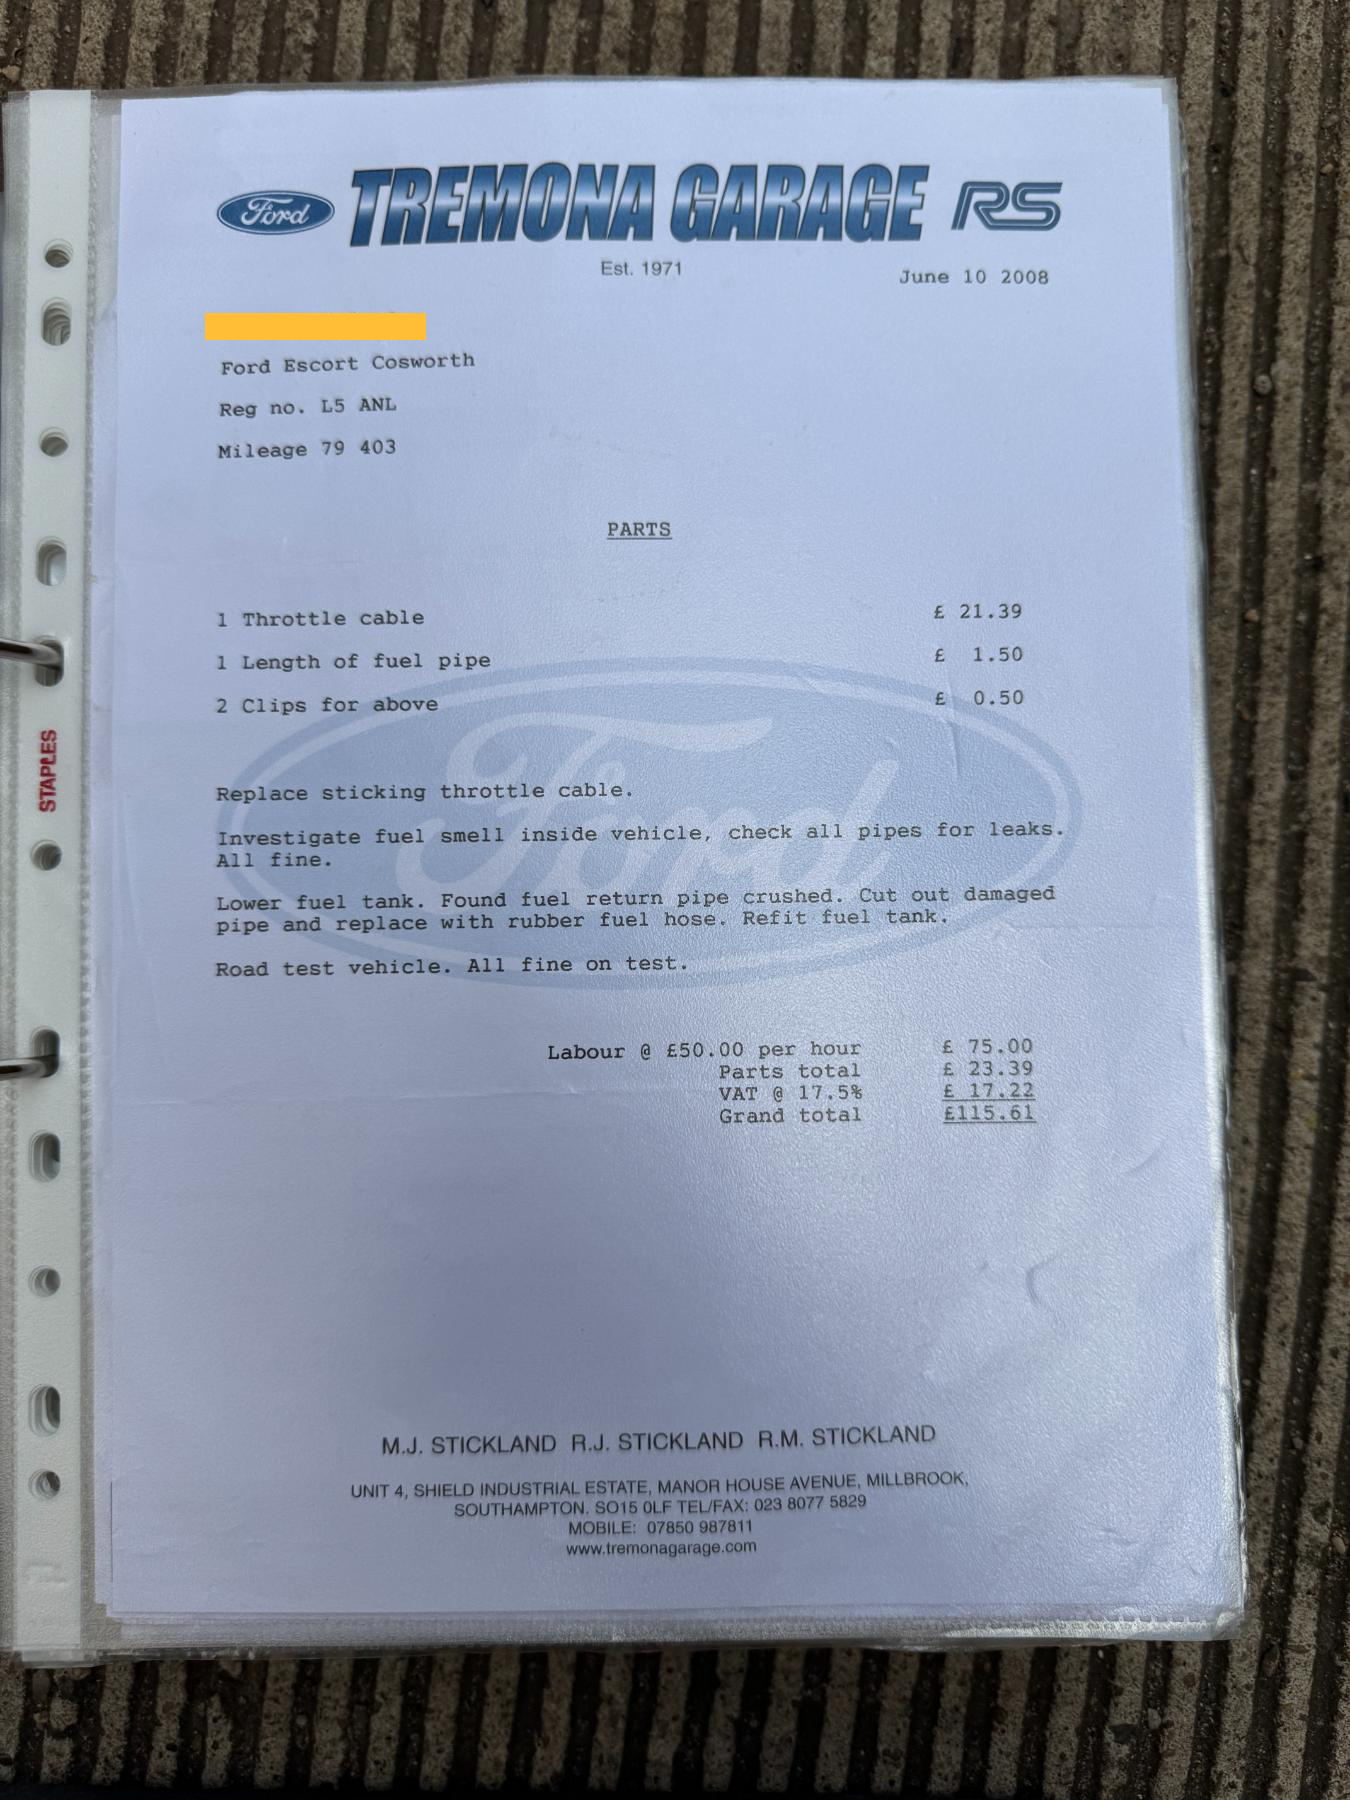 Ford TREMONA GARAGE RS
Est. 1971
June 10 2008
Ford Escort Cosworth
Reg no. L5 ANL
Mileage 79 403
PARTS
1 Throttle cable £ 21.39
1 Length of fuel pipe £ 1.50
2 Clips for above £ 0.50
Ford
STAPLES
Replace sticking throttle cable.
Investigate fuel smell inside vehicle, check all pipes for leaks.
All fine.
Lower fuel tank. Found fuel return pipe crushed. Cut out damaged
pipe and replace with rubber fuel hose. Refit fuel tank.
Road test vehicle. All fine on test.
Labour @ £50.00 per hour £ 75.00
Parts total £ 23.39
VAT @ 17.5% £ 17.22
Grand total £115.61
M.J. STICKLAND R.J. STICKLAND R.M. STICKLAND
UNIT 4, SHIELD INDUSTRIAL ESTATE, MANOR HOUSE AVENUE, MILLBROOK,
SOUTHAMPTON. SO15 0LF TEL/FAX: 023 8077 5829
MOBILE: 07850 987811
www.tremonagarage.com